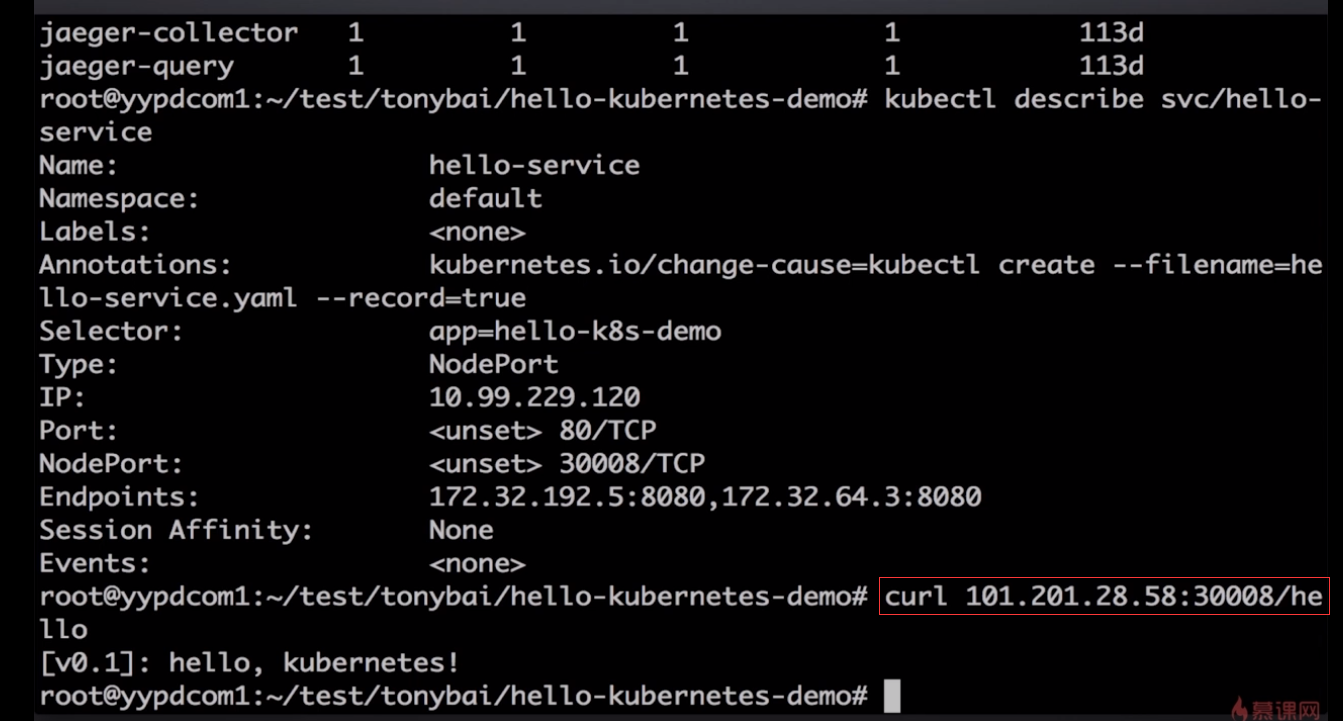 jaeger-collector   1         1         1            1           113d
jaeger-query       1         1         1            1           113d
root@yypdcom1:~/test/tonybai/hello-kubernetes-demo# kubectl describe svc/hello-
service
Name:                   hello-service
Namespace:              default
Labels:                 <none>
Annotations:            kubernetes.io/change-cause=kubectl create --filename=he
llo-service.yaml --record=true
Selector:               app=hello-k8s-demo
Type:                   NodePort
IP:                     10.99.229.120
Port:                   <unset> 80/TCP
NodePort:               <unset> 30008/TCP
Endpoints:              172.32.192.5:8080,172.32.64.3:8080
Session Affinity:       None
Events:                 <none>
root@yypdcom1:~/test/tonybai/hello-kubernetes-demo# curl 101.201.28.58:30008/he
llo
[v0.1]: hello, kubernetes!
root@yypdcom1:~/test/tonybai/hello-kubernetes-demo#
慕课网